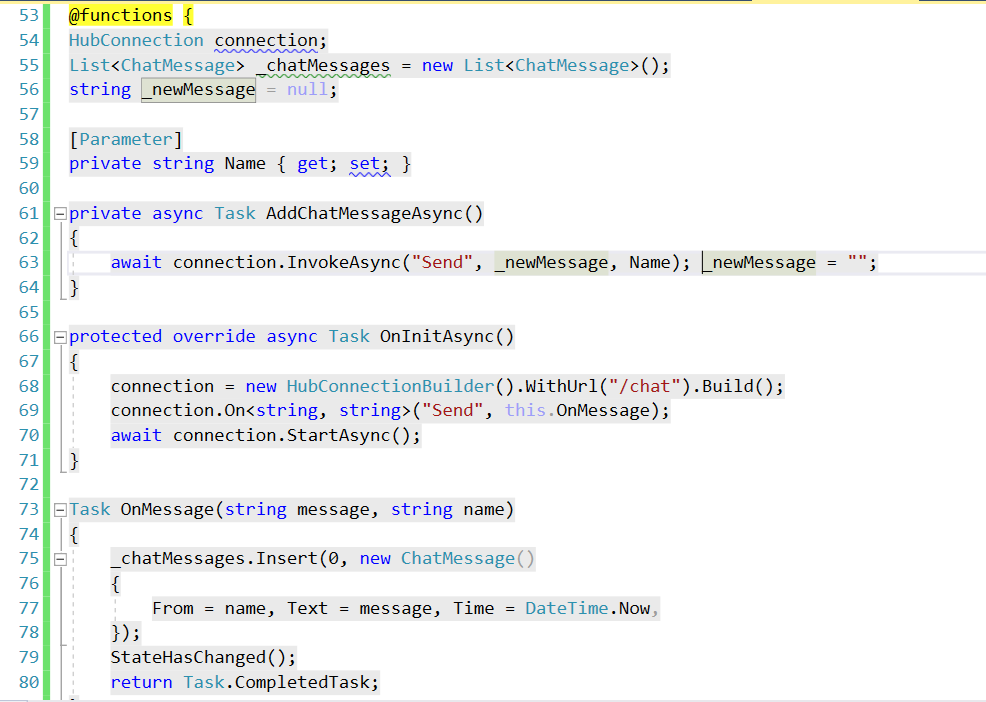 53 @functions {
54 HubConnection connection;
55 List<ChatMessage> _chatMessages = new List<ChatMessage>();
56 string _newMessage = null;
57
58 [Parameter]
59 private string Name { get; set; }
60
61 private async Task AddChatMessageAsync()
62 {
63 await connection.InvokeAsync("Send", _newMessage, Name); _newMessage = "";
64 }
65
66 protected override async Task OnInitAsync()
67 {
68 connection = new HubConnectionBuilder().WithUrl("/chat").Build();
69 connection.On<string, string>("Send", this.OnMessage);
70 await connection.StartAsync();
71 }
72
73 Task OnMessage(string message, string name)
74 {
75 _chatMessages.Insert(0, new ChatMessage()
76 {
77 From = name, Text = message, Time = DateTime.Now,
78 });
79 StateHasChanged();
80 return Task.CompletedTask;